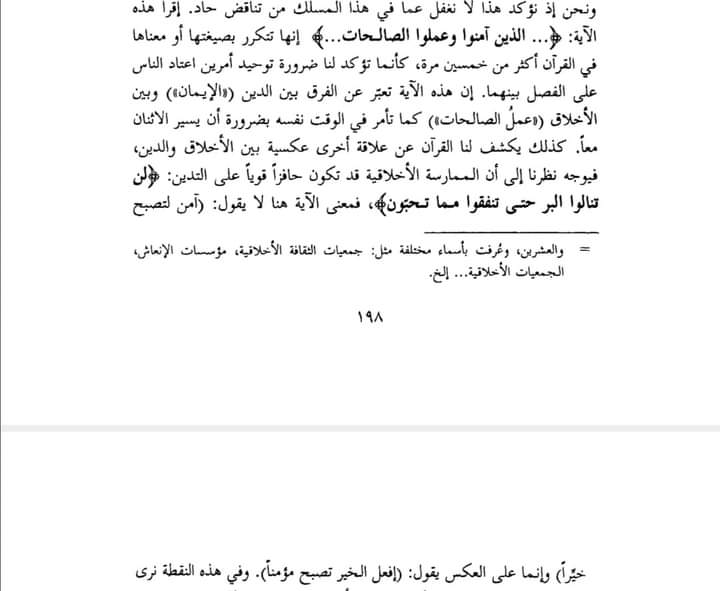 ونحن إذ نؤكد هذا لا نغفل عما في هذا المسلك من تناقض حاد. إقرأ هذه
الآية: ﴿... الذين آمنوا وعملوا الصالحات...﴾ إنها تتكرر بصيغتها أو معناها
في القرآن أكثر من خمسين مرة، كأنما تؤكد لنا ضرورة توحيد أمرين اعتاد الناس
على الفصل بينهما. إن هذه الآية تعبّر عن الفرق بين الدين («الإيمان») وبين
الأخلاق («عملُ الصالحات») كما تأمر في الوقت نفسه بضرورة أن يسير الاثنان
معاً. كذلك يكشف لنا القرآن عن علاقة أخرى عكسية بين الأخلاق والدين،
فيوجه نظرنا إلى أن الممارسة الأخلاقية قد تكون حافزاً قوياً على التدين: ﴿لن
تنالوا البر حتى تنفقوا مما تحبّون﴾، فمعنى الآية هنا لا يقول: (آمن لتصبح
= والعشرين، وعُرفت بأسماء مختلفة مثل: جمعيات الثقافة الأخلاقية، مؤسسات الإنعاش،
الجمعيات الأخلاقية... إلخ.
١٩٨
خيِّراً) وإنما على العكس يقول: (إفعل الخير تصبح مؤمناً). وفي هذه النقطة نرى